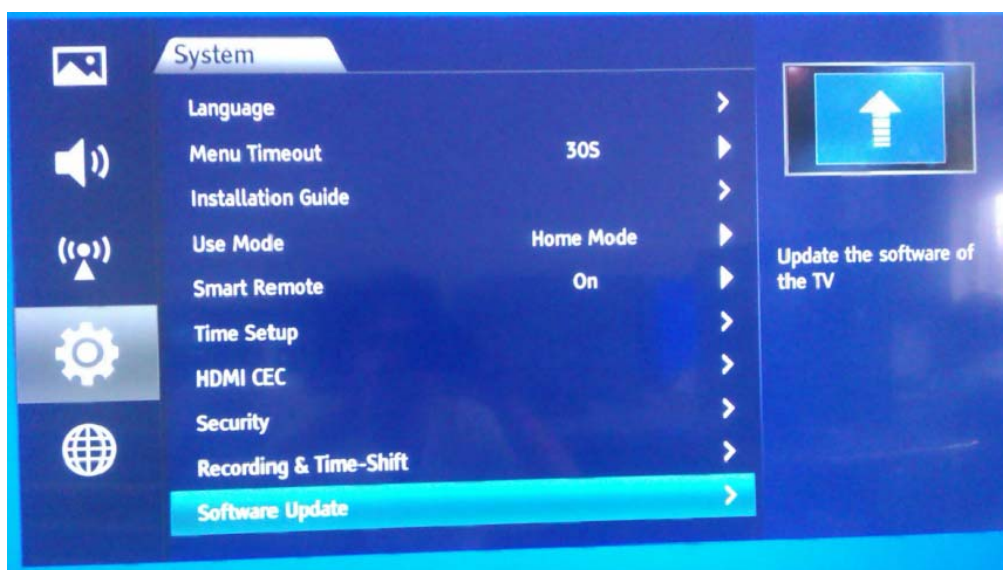 System
Language
Menu Timeout 30S
Installation Guide
Use Mode Home Mode
Smart Remote On
Time Setup
HDMI CEC
Security
Recording & Time-Shift
Software Update
Update the software of
the TV